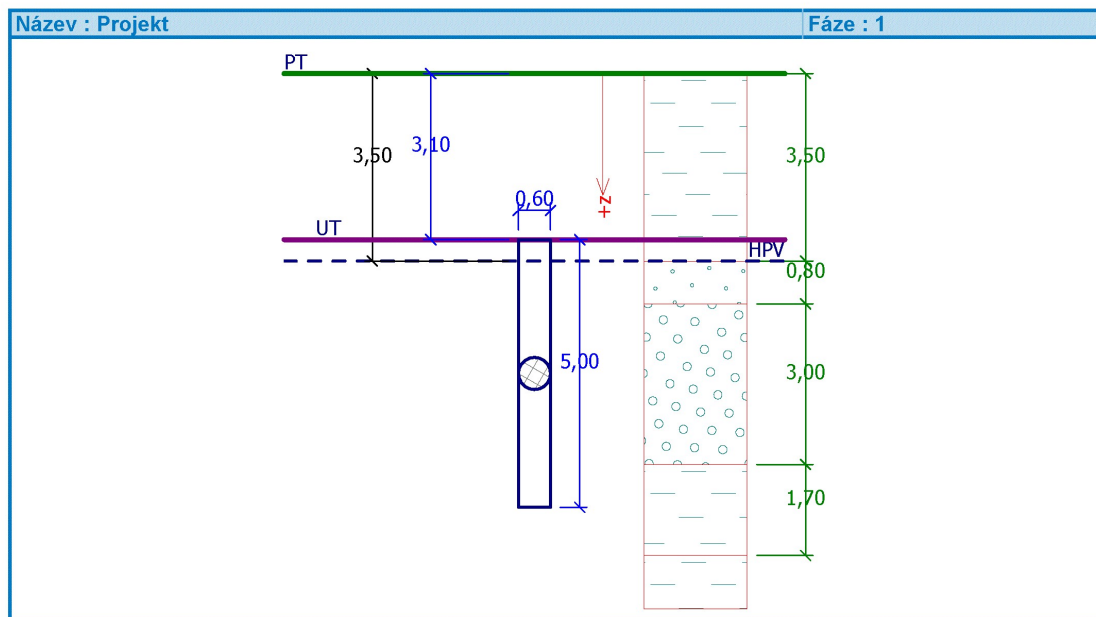 Název : Projekt
Fáze : 1
PT
3,50
3,10
3,50
0,60
+z
UT
HPV
0,80
5,00
3,00
1,70